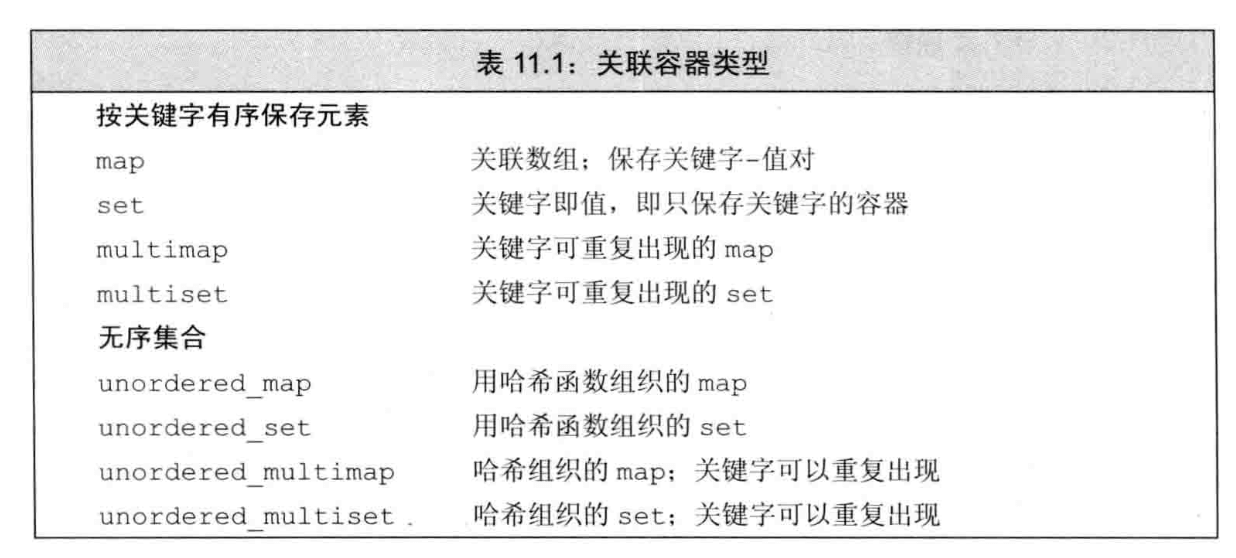 表 11.1：关联容器类型
按关键字有序保存元素
map 关联数组；保存关键字-值对
set 关键字即值，即只保存关键字的容器
multimap 关键字可重复出现的 map
multiset 关键字可重复出现的 set
无序集合
unordered_map 用哈希函数组织的 map
unordered_set 用哈希函数组织的 set
unordered_multimap 哈希组织的 map；关键字可以重复出现
unordered_multiset 哈希组织的 set；关键字可以重复出现